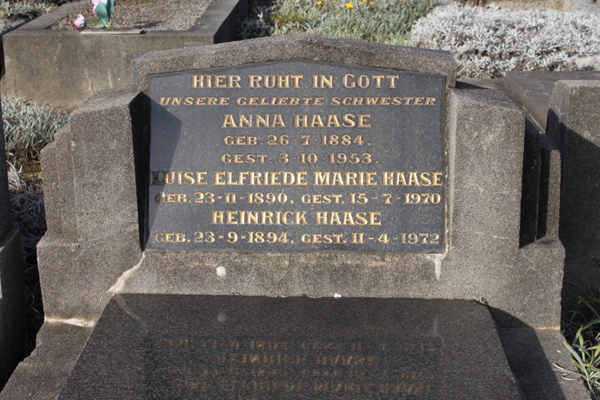 HIER RUHT IN GOTT
UNSERE GELIEBTE SCHWESTER
ANNA HAASE
GEB. 26·7·1884.
GEST. 3·10·1953.
LUISE ELFRIEDE MARIE HAASE
GEB. 23·11·1890, GEST. 15·7·1970
HEINRICK HAASE
GEB. 23·9·1894, GEST. 11·4·1972